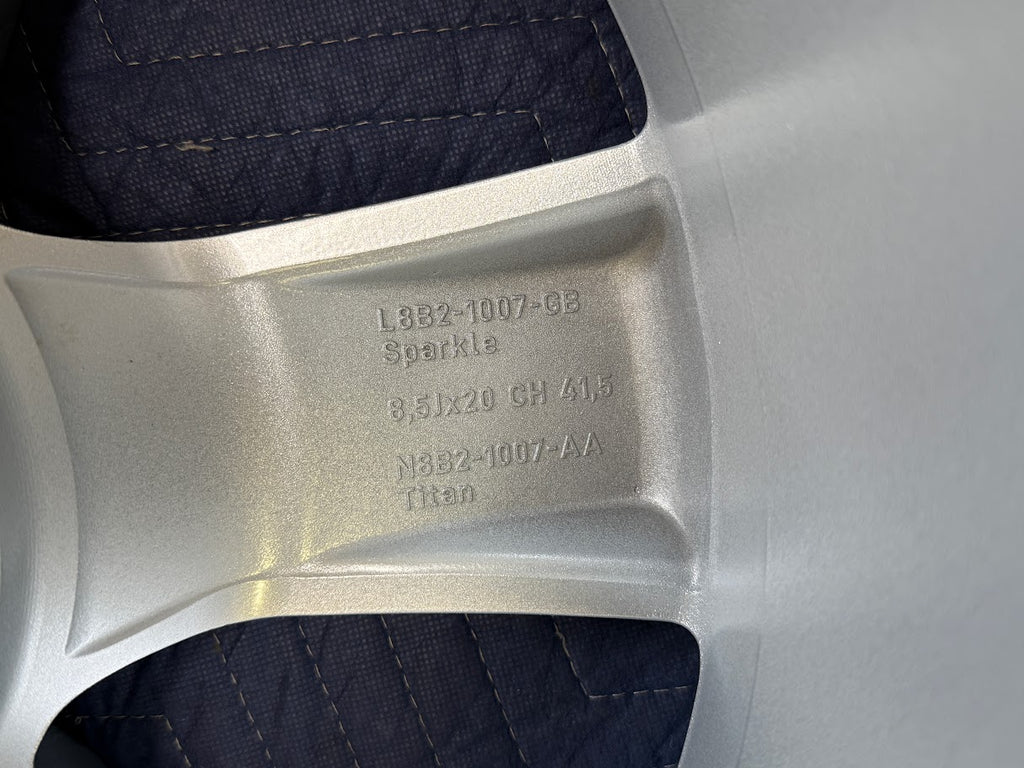 L8B2-1007-GB
Sparkle
8,5Jx20 CH 41,5
N8B2-1007-AA
Titan